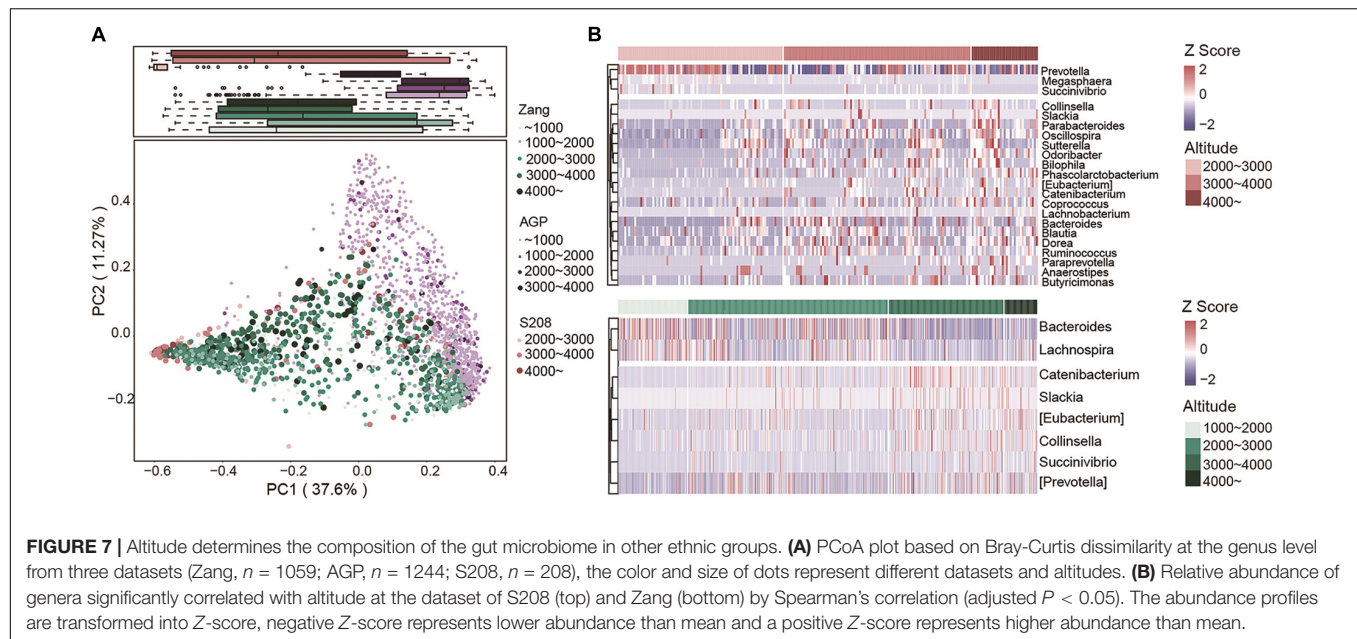 A
Zang
~1000
1000~2000
2000~3000
3000~4000
4000~
AGP
~1000
1000~2000
2000~3000
3000~4000
S208
2000~3000
3000~4000
4000~
PC2 ( 11.27% )
0.4
0.2
0.0
−0.2
−0.6
−0.4
−0.2
0.0
0.2
0.4
PC1 ( 37.6% )
B
Prevotella
Megasphaera
Succinivibrio
Collinsella
Slackia
Parabacteroides
Oscillospira
Sutterella
Odoribacter
Bilophila
Phascolarctobacterium
[Eubacterium]
Catenibacterium
Coprococcus
Lachnobacterium
Bacteroides
Blautia
Dorea
Ruminococcus
Paraprevotella
Anaerostipes
Butyricimonas
Z Score
2
0
−2
Altitude
2000~3000
3000~4000
4000~
Bacteroides
Lachnospira
Catenibacterium
Slackia
[Eubacterium]
Collinsella
Succinivibrio
[Prevotella]
Z Score
2
0
−2
Altitude
1000~2000
2000~3000
3000~4000
4000~
FIGURE 7 | Altitude determines the composition of the gut microbiome in other ethnic groups. (A) PCoA plot based on Bray-Curtis dissimilarity at the genus level
from three datasets (Zang, n = 1059; AGP, n = 1244; S208, n = 208), the color and size of dots represent different datasets and altitudes. (B) Relative abundance of
genera significantly correlated with altitude at the dataset of S208 (top) and Zang (bottom) by Spearman's correlation (adjusted P < 0.05). The abundance profiles
are transformed into Z-score, negative Z-score represents lower abundance than mean and a positive Z-score represents higher abundance than mean.